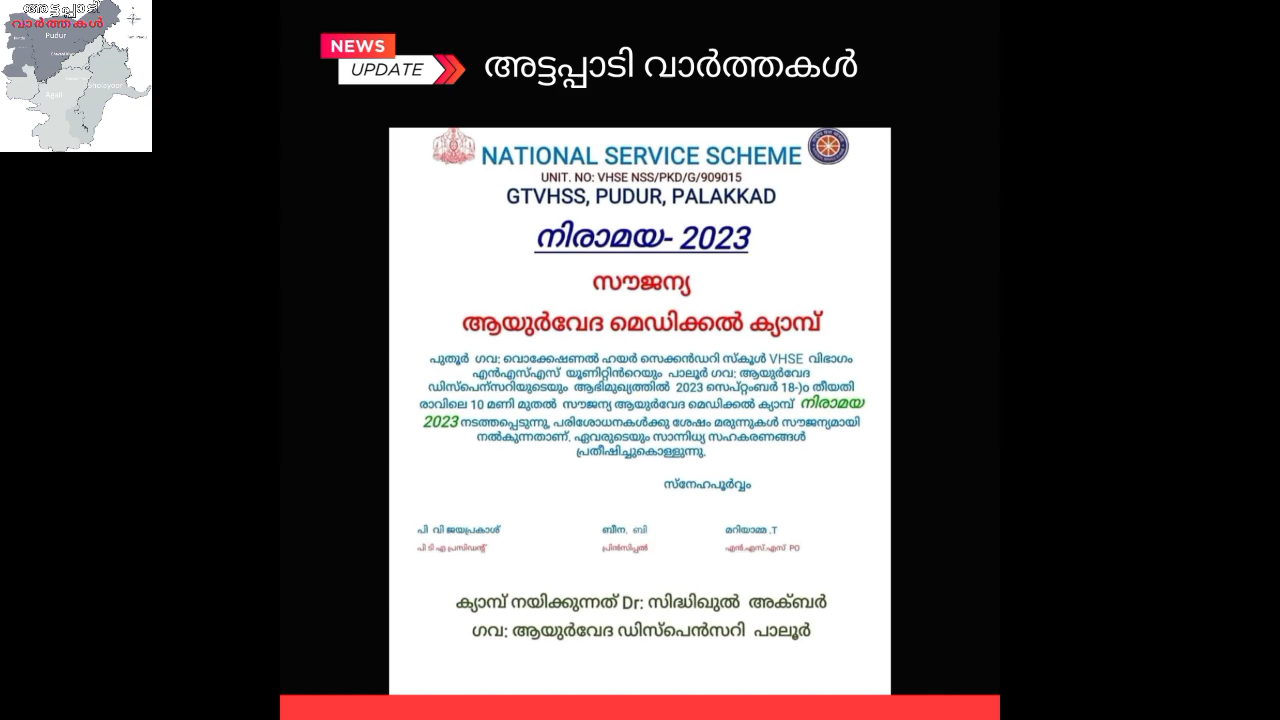 അട്ടപ്പാടി
വാർത്തകൾ
Pudur
Sholayoor
Agali
NEWS
UPDATE
അട്ടപ്പാടി വാർത്തകൾ
NATIONAL SERVICE SCHEME
UNIT. NO: VHSE NSS/PKD/G/909015
GTVHSS, PUDUR, PALAKKAD
നിരാമയ- 2023
സൗജന്യ
ആയുർവേദ മെഡിക്കൽ ക്യാമ്പ്
പുതൂർ ഗവ: വൊക്കേഷണൽ ഹയർ സെക്കൻഡറി സ്കൂൾ VHSE വിഭാഗം
എൻഎസ്എസ് യൂണിറ്റിൻറെയും പാലൂർ ഗവ: ആയുർവേദ
ഡിസ്പെന്സറിയുടെയും ആഭിമുഖ്യത്തിൽ 2023 സെപ്റ്റംബർ 18-)o തീയതി
രാവിലെ 10 മണി മുതൽ സൗജന്യ ആയുർവേദ മെഡിക്കൽ ക്യാമ്പ് നിരാമയ
2023 നടത്തപ്പെടുന്നു, പരിശോധനകൾക്കു ശേഷം മരുന്നുകൾ സൗജന്യമായി
നൽകുന്നതാണ്. ഏവരുടെയും സാന്നിധ്യ സഹകരണങ്ങൾ
പ്രതീഷിച്ചുകൊള്ളുന്നു.
സ്നേഹപൂർവ്വം
പി വി ജയപ്രകാശ് ബീന. ബി മറിയാമ്മ .T
പി ടി എ പ്രസിഡന്റ് പ്രിൻസിപ്പൽ എൻ.എസ്.എസ് PO
ക്യാമ്പ് നയിക്കുന്നത് Dr: സിദ്ധിഖുൽ അക്ബർ
ഗവ: ആയുർവേദ ഡിസ്പെൻസറി പാലൂർ